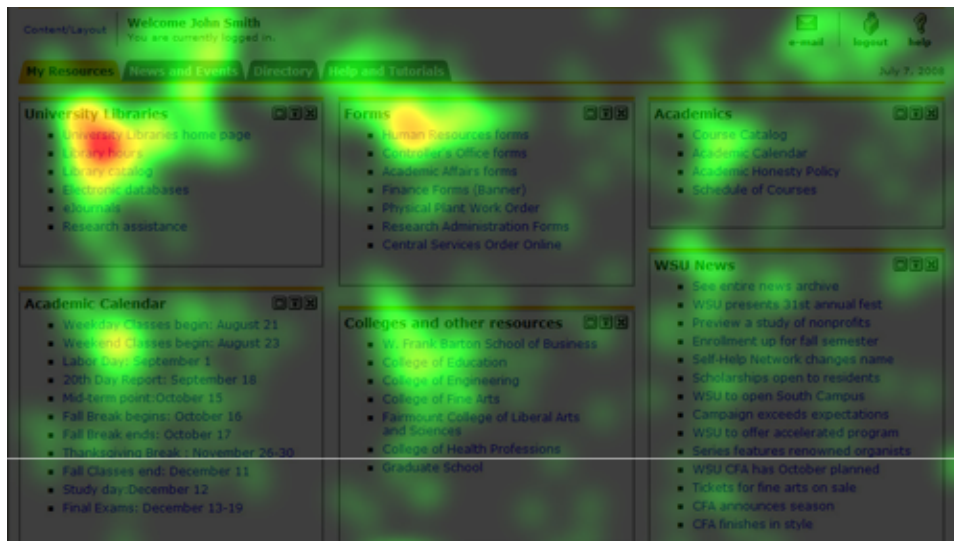 Content/Layout
Welcome John Smith
You are currently logged in.
e-mail
logout
help
My Resources
News and Events
Directory
Help and Tutorials
July 7, 2008
University Libraries
University Libraries home page
Library hours
Library catalog
Electronic databases
eJournals
Research assistance
Academic Calendar
Weekday Classes begin: August 21
Weekend Classes begin: August 23
Labor Day: September 1
20th Day Report: September 18
Mid-term point:October 15
Fall Break begins: October 16
Fall Break ends: October 17
Thanksgiving Break : November 26-30
Fall Classes end: December 11
Study day:December 12
Final Exams: December 13-19
Forms
Human Resources forms
Controller's Office forms
Academic Affairs forms
Finance Forms (Banner)
Physical Plant Work Order
Research Administration Forms
Central Services Order Online
Colleges and other resources
W. Frank Barton School of Business
College of Education
College of Engineering
College of Fine Arts
Fairmount College of Liberal Arts
and Sciences
College of Health Professions
Graduate School
Academics
Course Catalog
Academic Calendar
Academic Honesty Policy
Schedule of Courses
WSU News
See entire news archive
WSU presents 31st annual fest
Preview a study of nonprofits
Enrollment up for fall semester
Self-Help Network changes name
Scholarships open to residents
WSU to open South Campus
Campaign exceeds expectations
WSU to offer accelerated program
Series features renowned organists
WSU CFA has October planned
Tickets for fine arts on sale
CFA announces season
CFA finishes in style